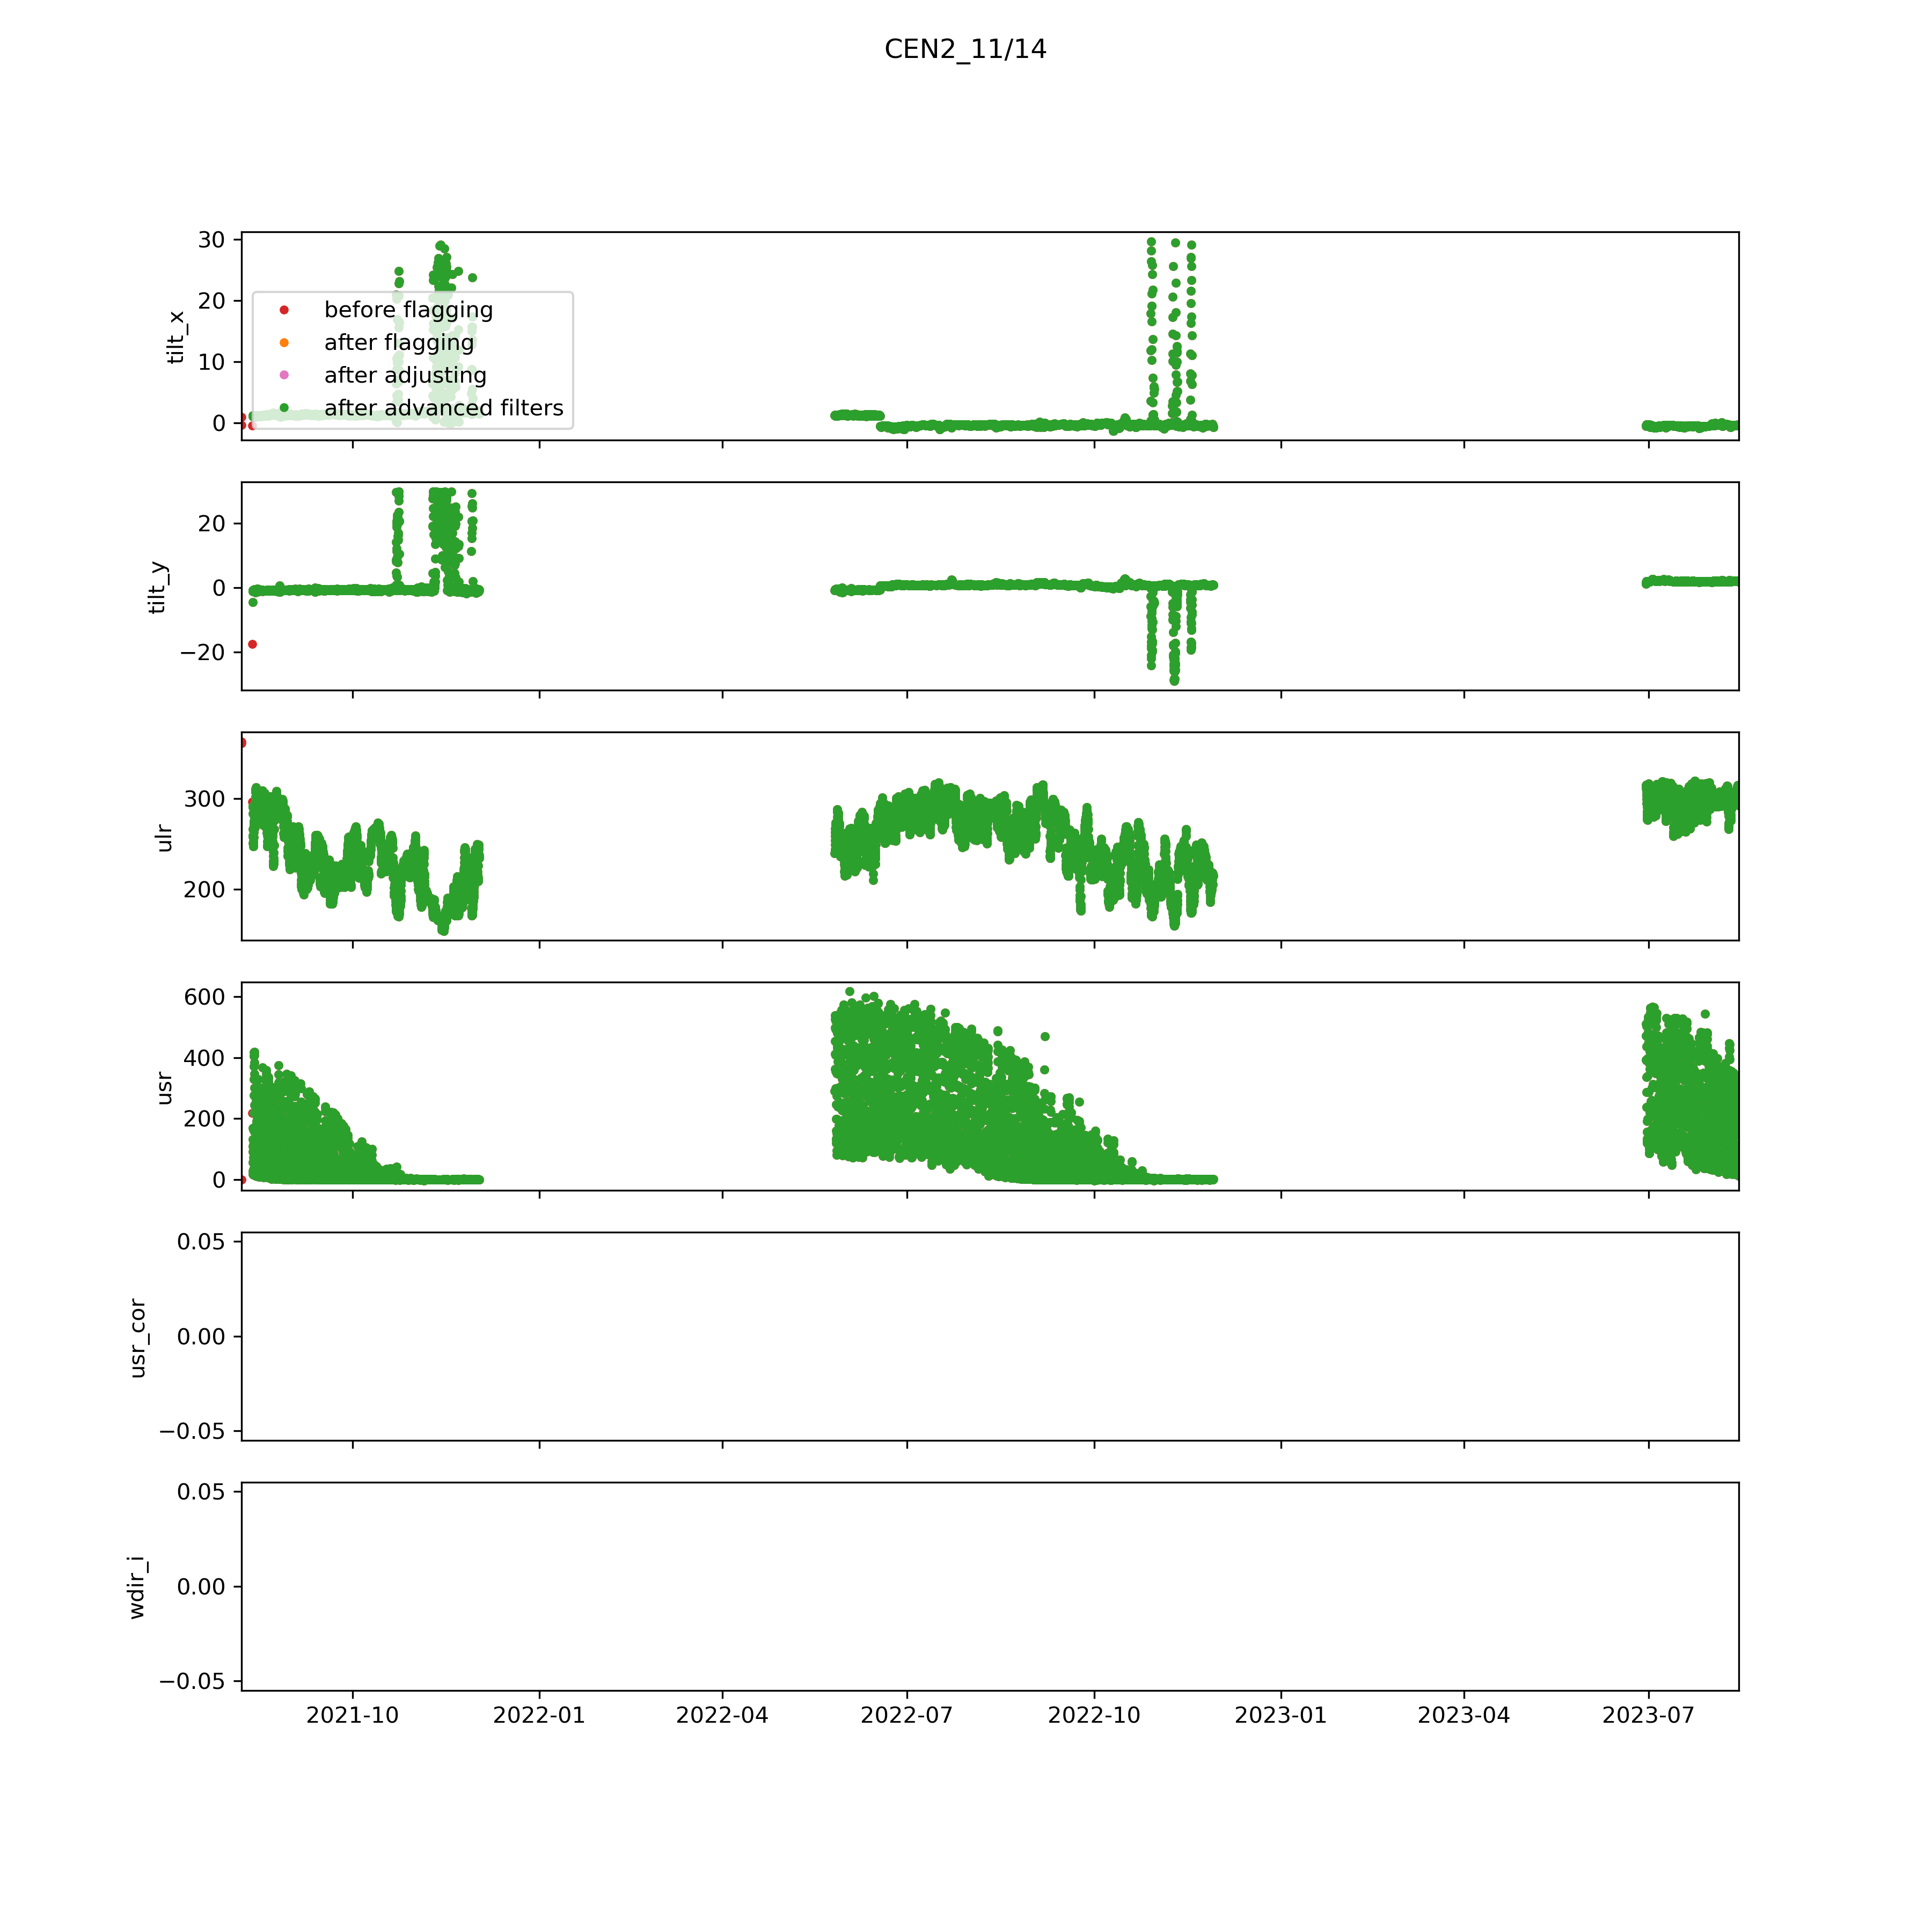 CEN2_11/14
30
20
10
0
tilt_x
before flagging
after flagging
after adjusting
after advanced filters
20
0
−20
tilt_y
300
200
ulr
600
400
200
0
usr
0.05
0.00
−0.05
usr_cor
0.05
0.00
−0.05
wdir_i
2021-10 2022-01 2022-04 2022-07 2022-10 2023-01 2023-04 2023-07